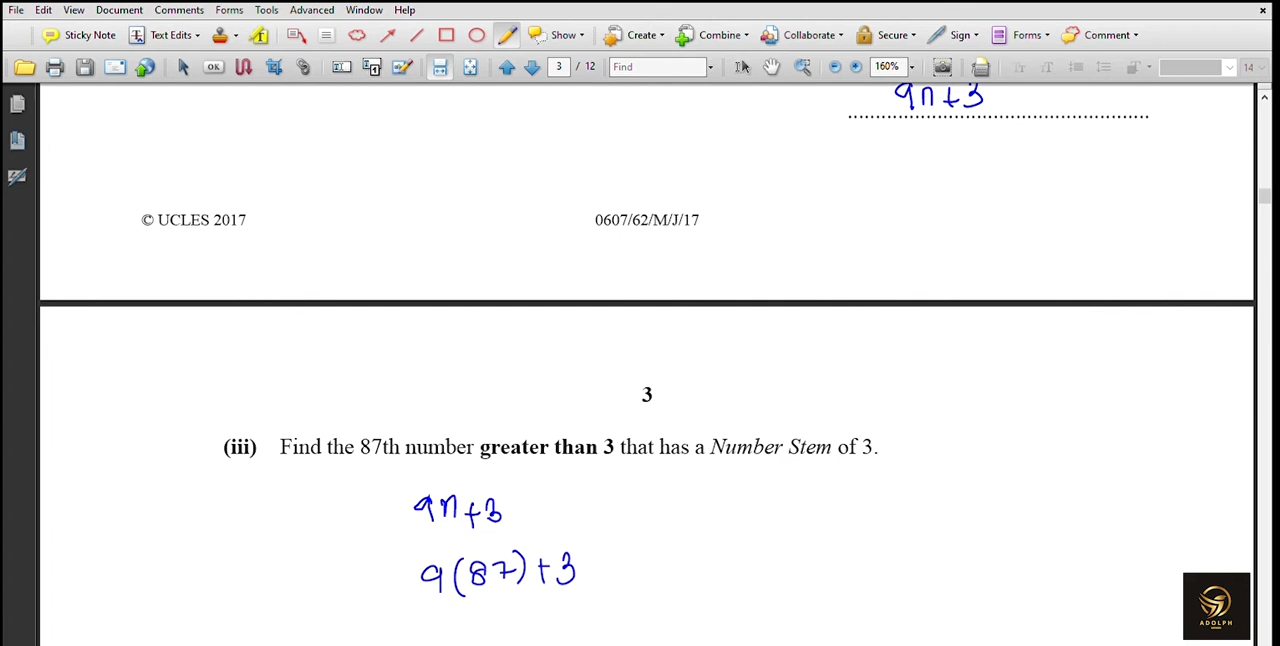 File Edit View Document Comments Forms Tools Advanced Window Help ×
Sticky Note Text Edits Show Create Combine Collaborate Secure Sign Forms Comment
OK 3 / 12 Find 160% 14
9n+3
© UCLES 2017 0607/62/M/J/17
3
(iii) Find the 87th number greater than 3 that has a Number Stem of 3.
9n+3
9(87)+3
ADOLPH